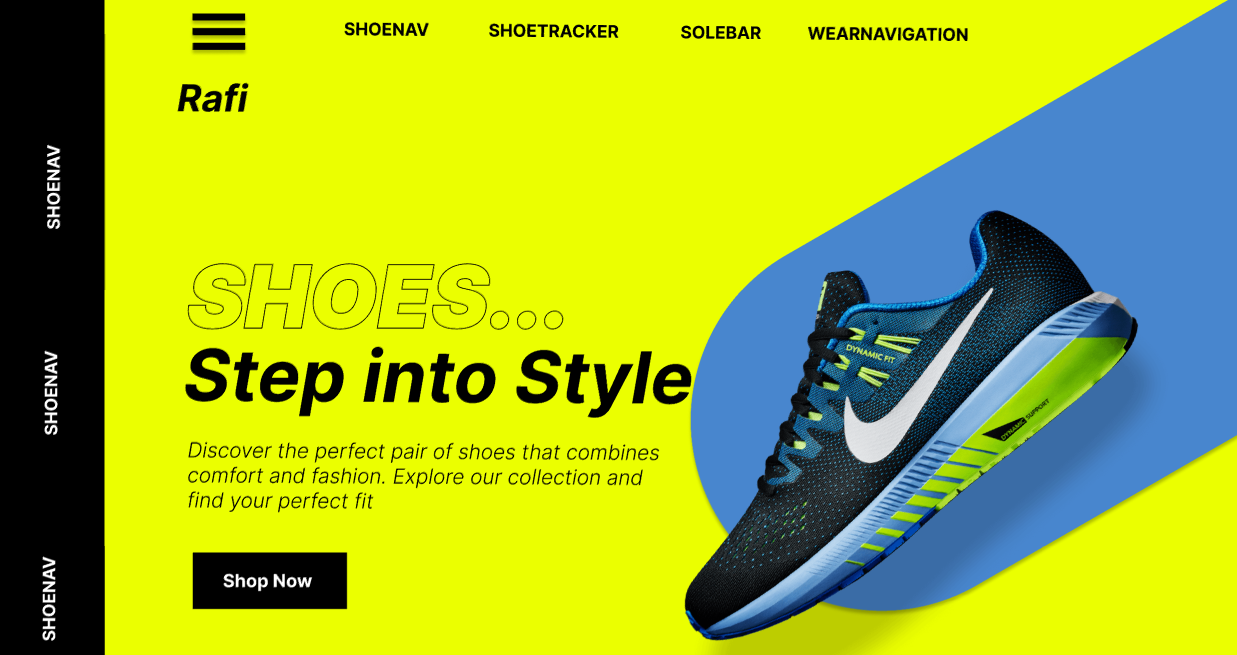 SHOENAV
SHOETRACKER
SOLEBAR
WEARNAVIGATION
Rafi
SHOENAV
SHOENAV
SHOENAV
SHOES...
Step into Style
Discover the perfect pair of shoes that combines
comfort and fashion. Explore our collection and
find your perfect fit
Shop Now
DYNAMIC FIT
DYNAMIC SUPPORT